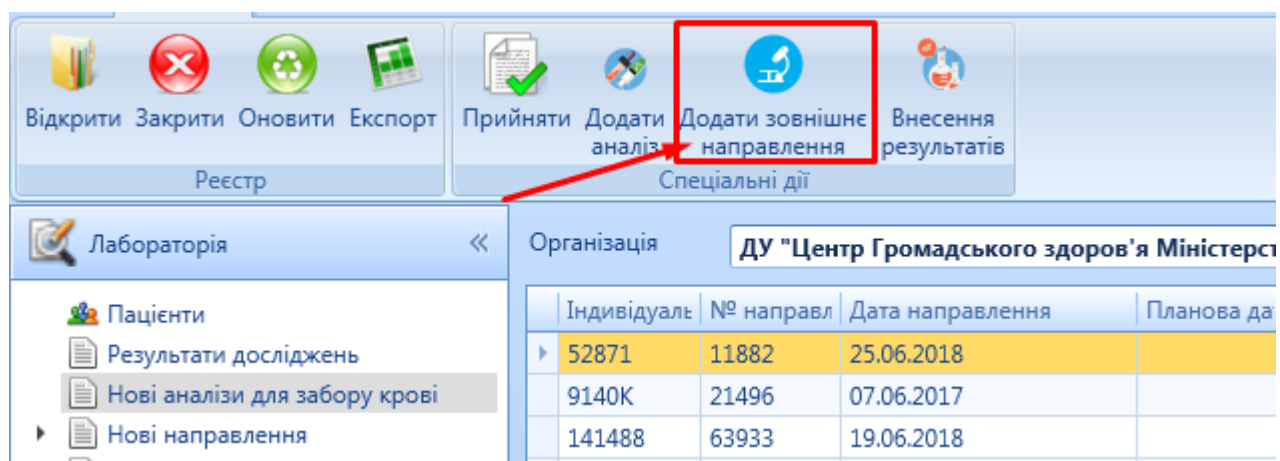 Відкрити Закрити Оновити Експорт
Реєстр
Прийняти Додати аналіз Додати зовнішнє направлення Внесення результатів
Спеціальні дії
Лабораторія
Організація ДУ "Центр Громадського здоров'я Міністерст
Пацієнти
Результати досліджень
Нові аналізи для забору крові
Нові направлення
Індивідуаль № направл Дата направлення Планова да
52871 11882 25.06.2018
9140K 21496 07.06.2017
141488 63933 19.06.2018